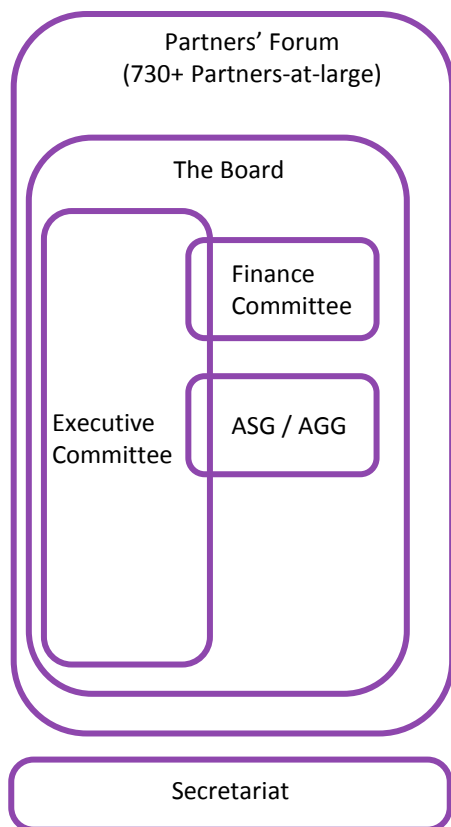 Partners’ Forum
(730+ Partners-at-large)
The Board
Finance
Committee
Executive
Committee
ASG / AGG
Secretariat